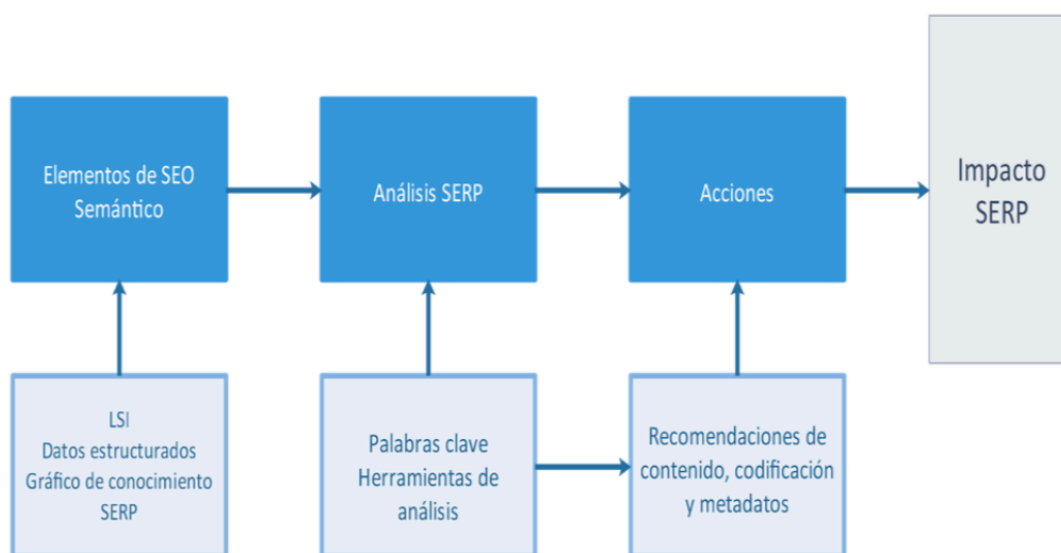 Elementos de SEO
Semántico
Análisis SERP
Acciones
Impacto
SERP
LSI
Datos estructurados
Gráfico de conocimiento
SERP
Palabras clave
Herramientas de
análisis
Recomendaciones de
contenido, codificación
y metadatos